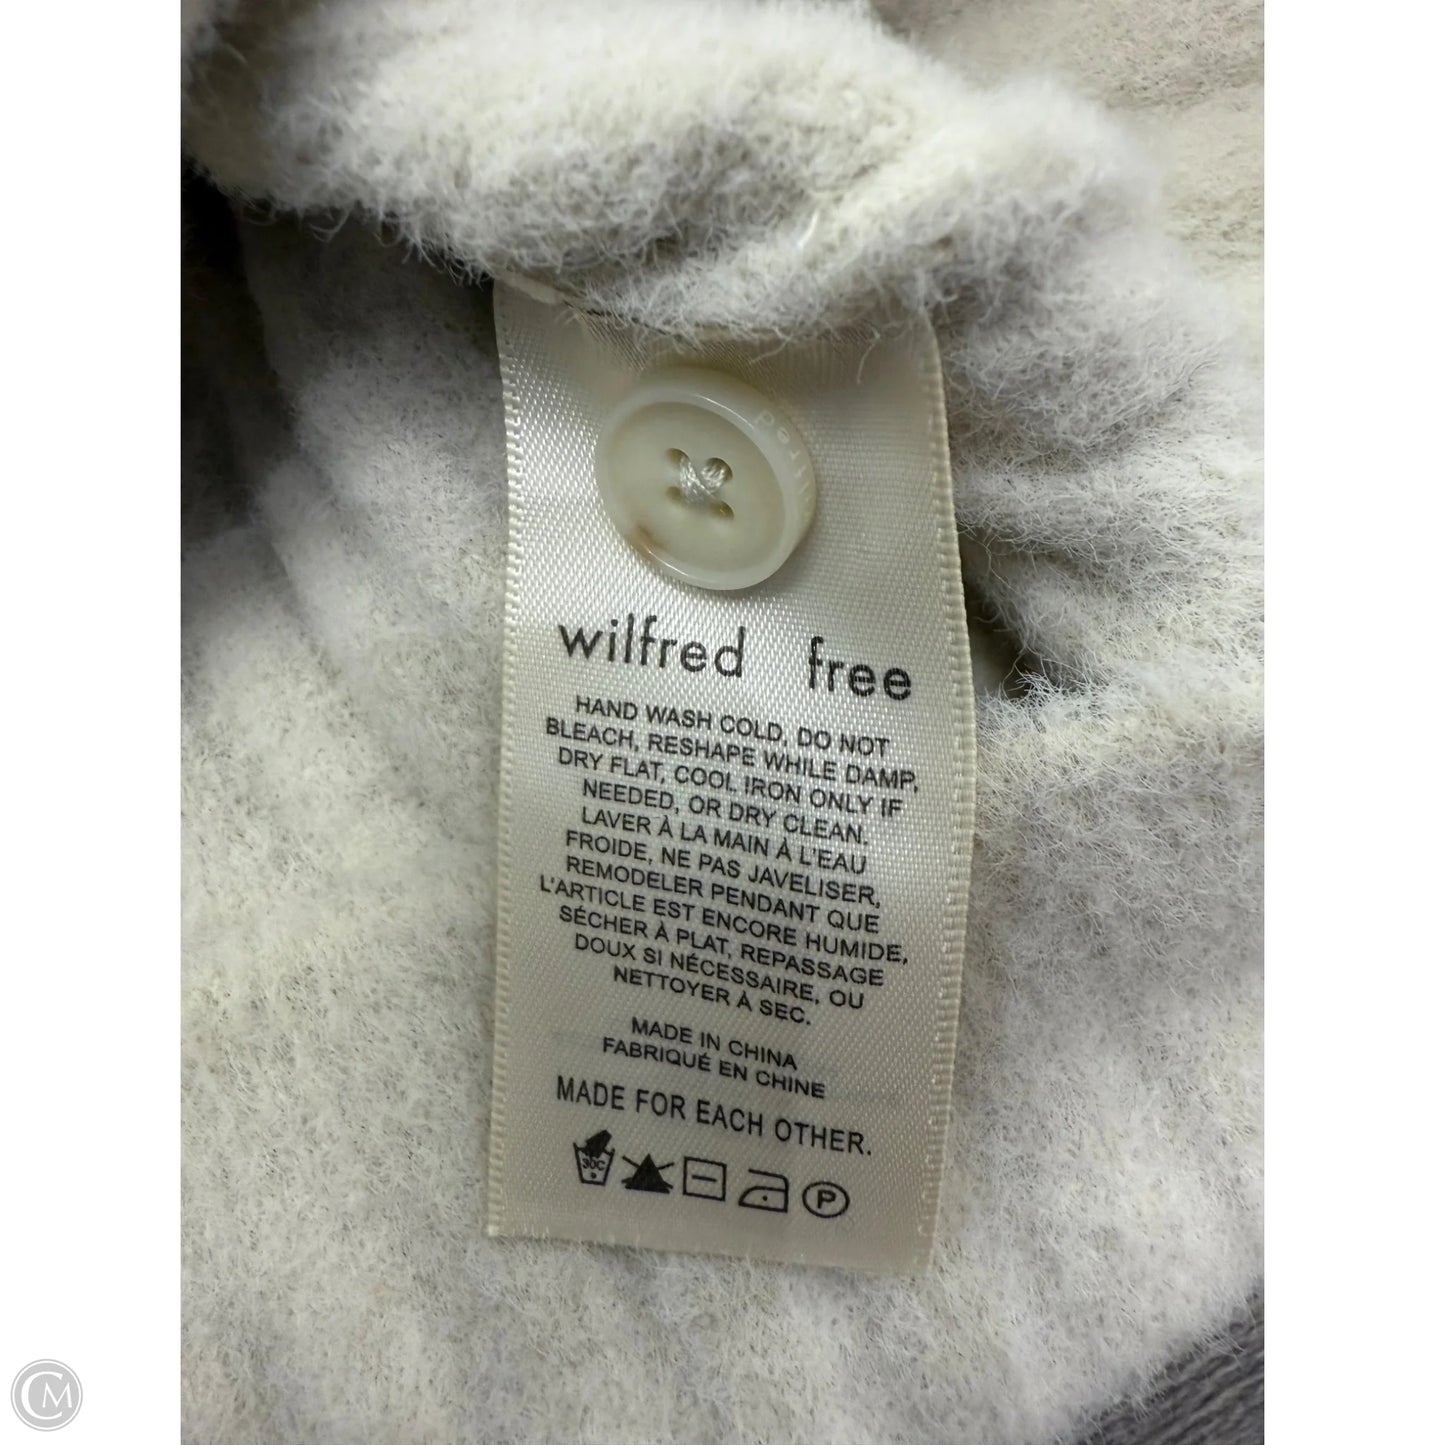 wilfred
wilfred free
HAND WASH COLD, DO NOT
BLEACH, RESHAPE WHILE DAMP,
DRY FLAT, COOL IRON ONLY IF
NEEDED, OR DRY CLEAN.
LAVER À LA MAIN À L'EAU
FROIDE, NE PAS JAVELISER,
REMODELER PENDANT QUE
L'ARTICLE EST ENCORE HUMIDE,
SÉCHER À PLAT, REPASSAGE
DOUX SI NÉCESSAIRE, OU
NETTOYER À SEC.
MADE IN CHINA
FABRIQUÉ EN CHINE
MADE FOR EACH OTHER.
30C P
CM